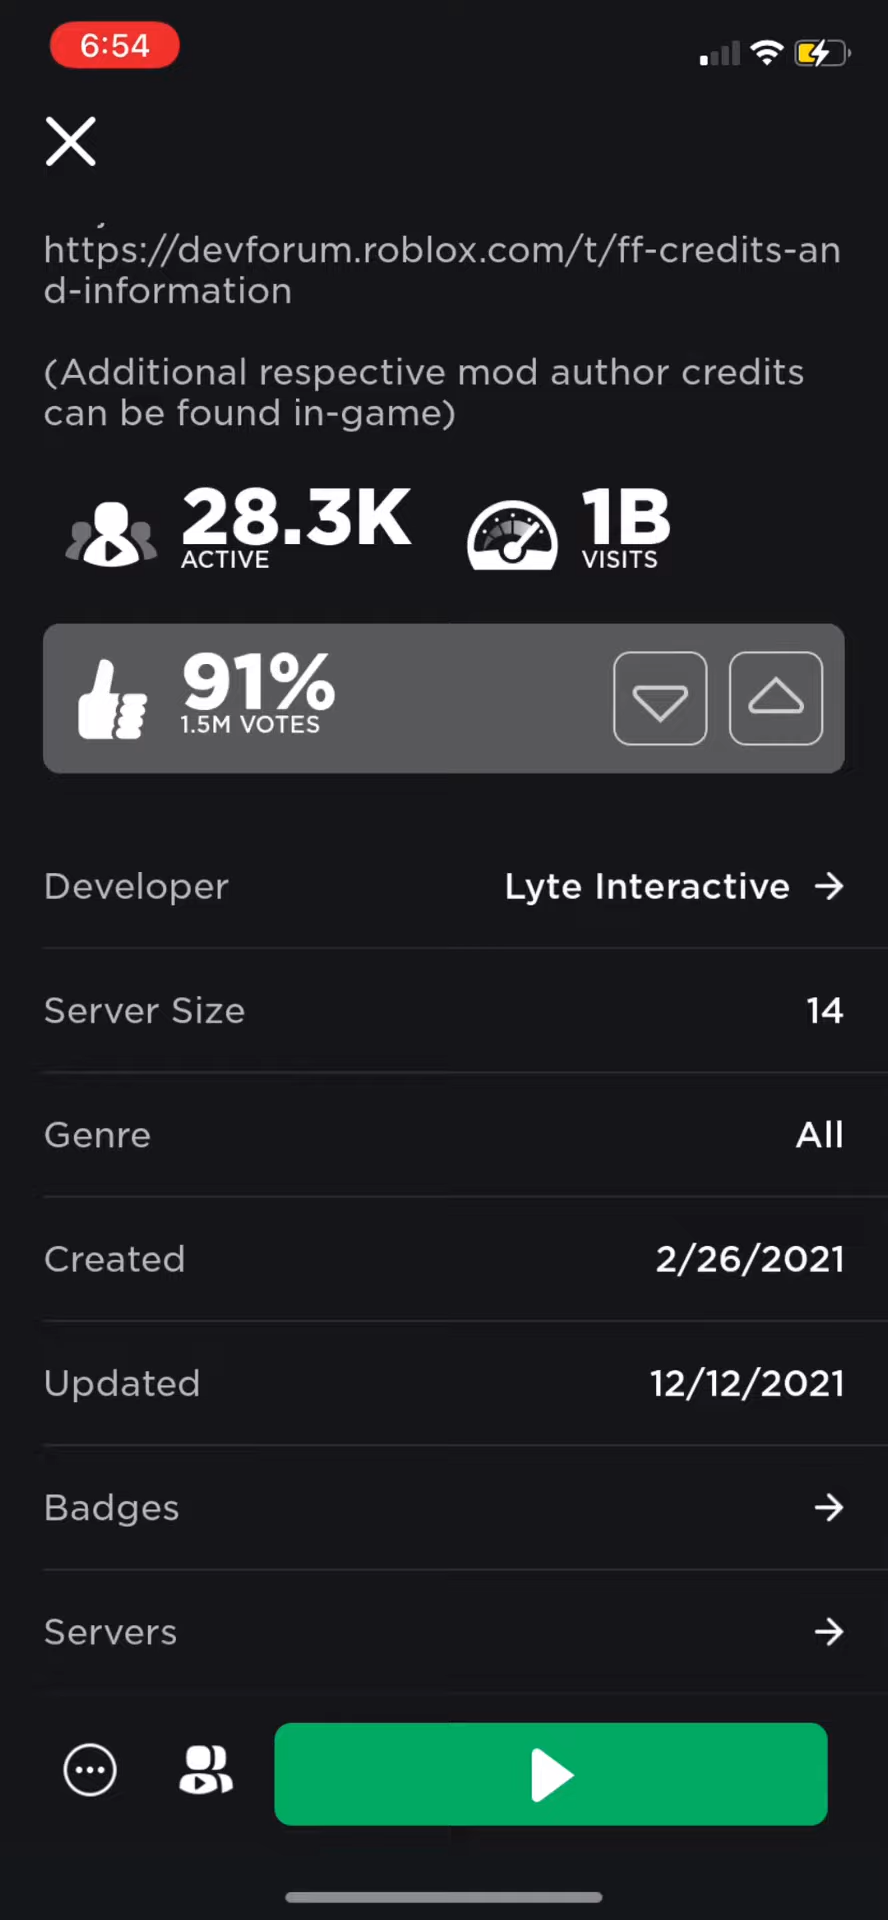 6:54
https://devforum.roblox.com/t/ff-credits-an
d-information
(Additional respective mod author credits
can be found in-game)
28.3K
ACTIVE
1B
VISITS
91%
1.5M VOTES
Developer
Lyte Interactive
Server Size
14
Genre
All
Created
2/26/2021
Updated
12/12/2021
Badges
Servers